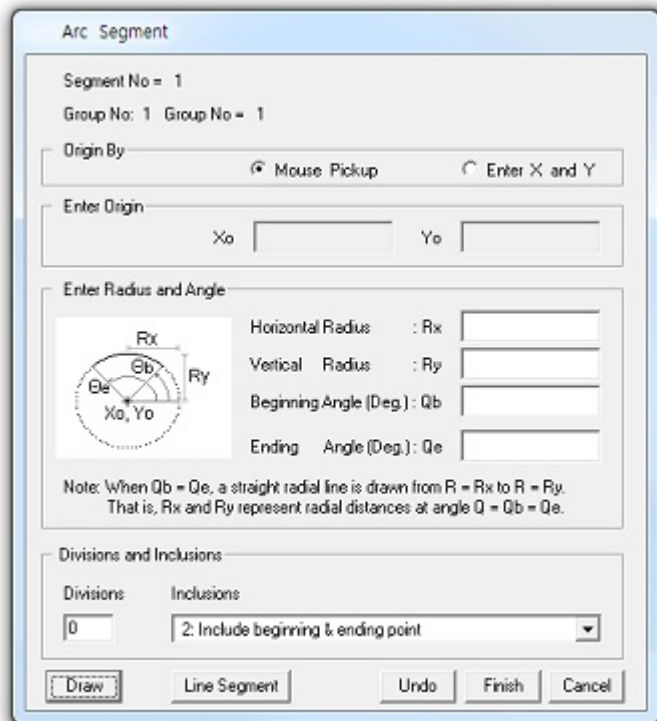 Arc Segment
Segment No = 1
Group No: 1 Group No = 1
Origin By
Mouse Pickup Enter X and Y
Enter Origin
Xo Yo
Enter Radius and Angle
Rx
Θb
Ry
Θe
Xo, Yo
Horizontal Radius : Rx
Vertical Radius : Ry
Beginning Angle (Deg.) : Qb
Ending Angle (Deg.) : Qe
Note: When Qb = Qe, a straight radial line is drawn from R = Rx to R = Ry.
That is, Rx and Ry represent radial distances at angle Q = Qb = Qe.
Divisions and Inclusions
Divisions Inclusions
0 2: Include beginning & ending point
Draw Line Segment Undo Finish Cancel